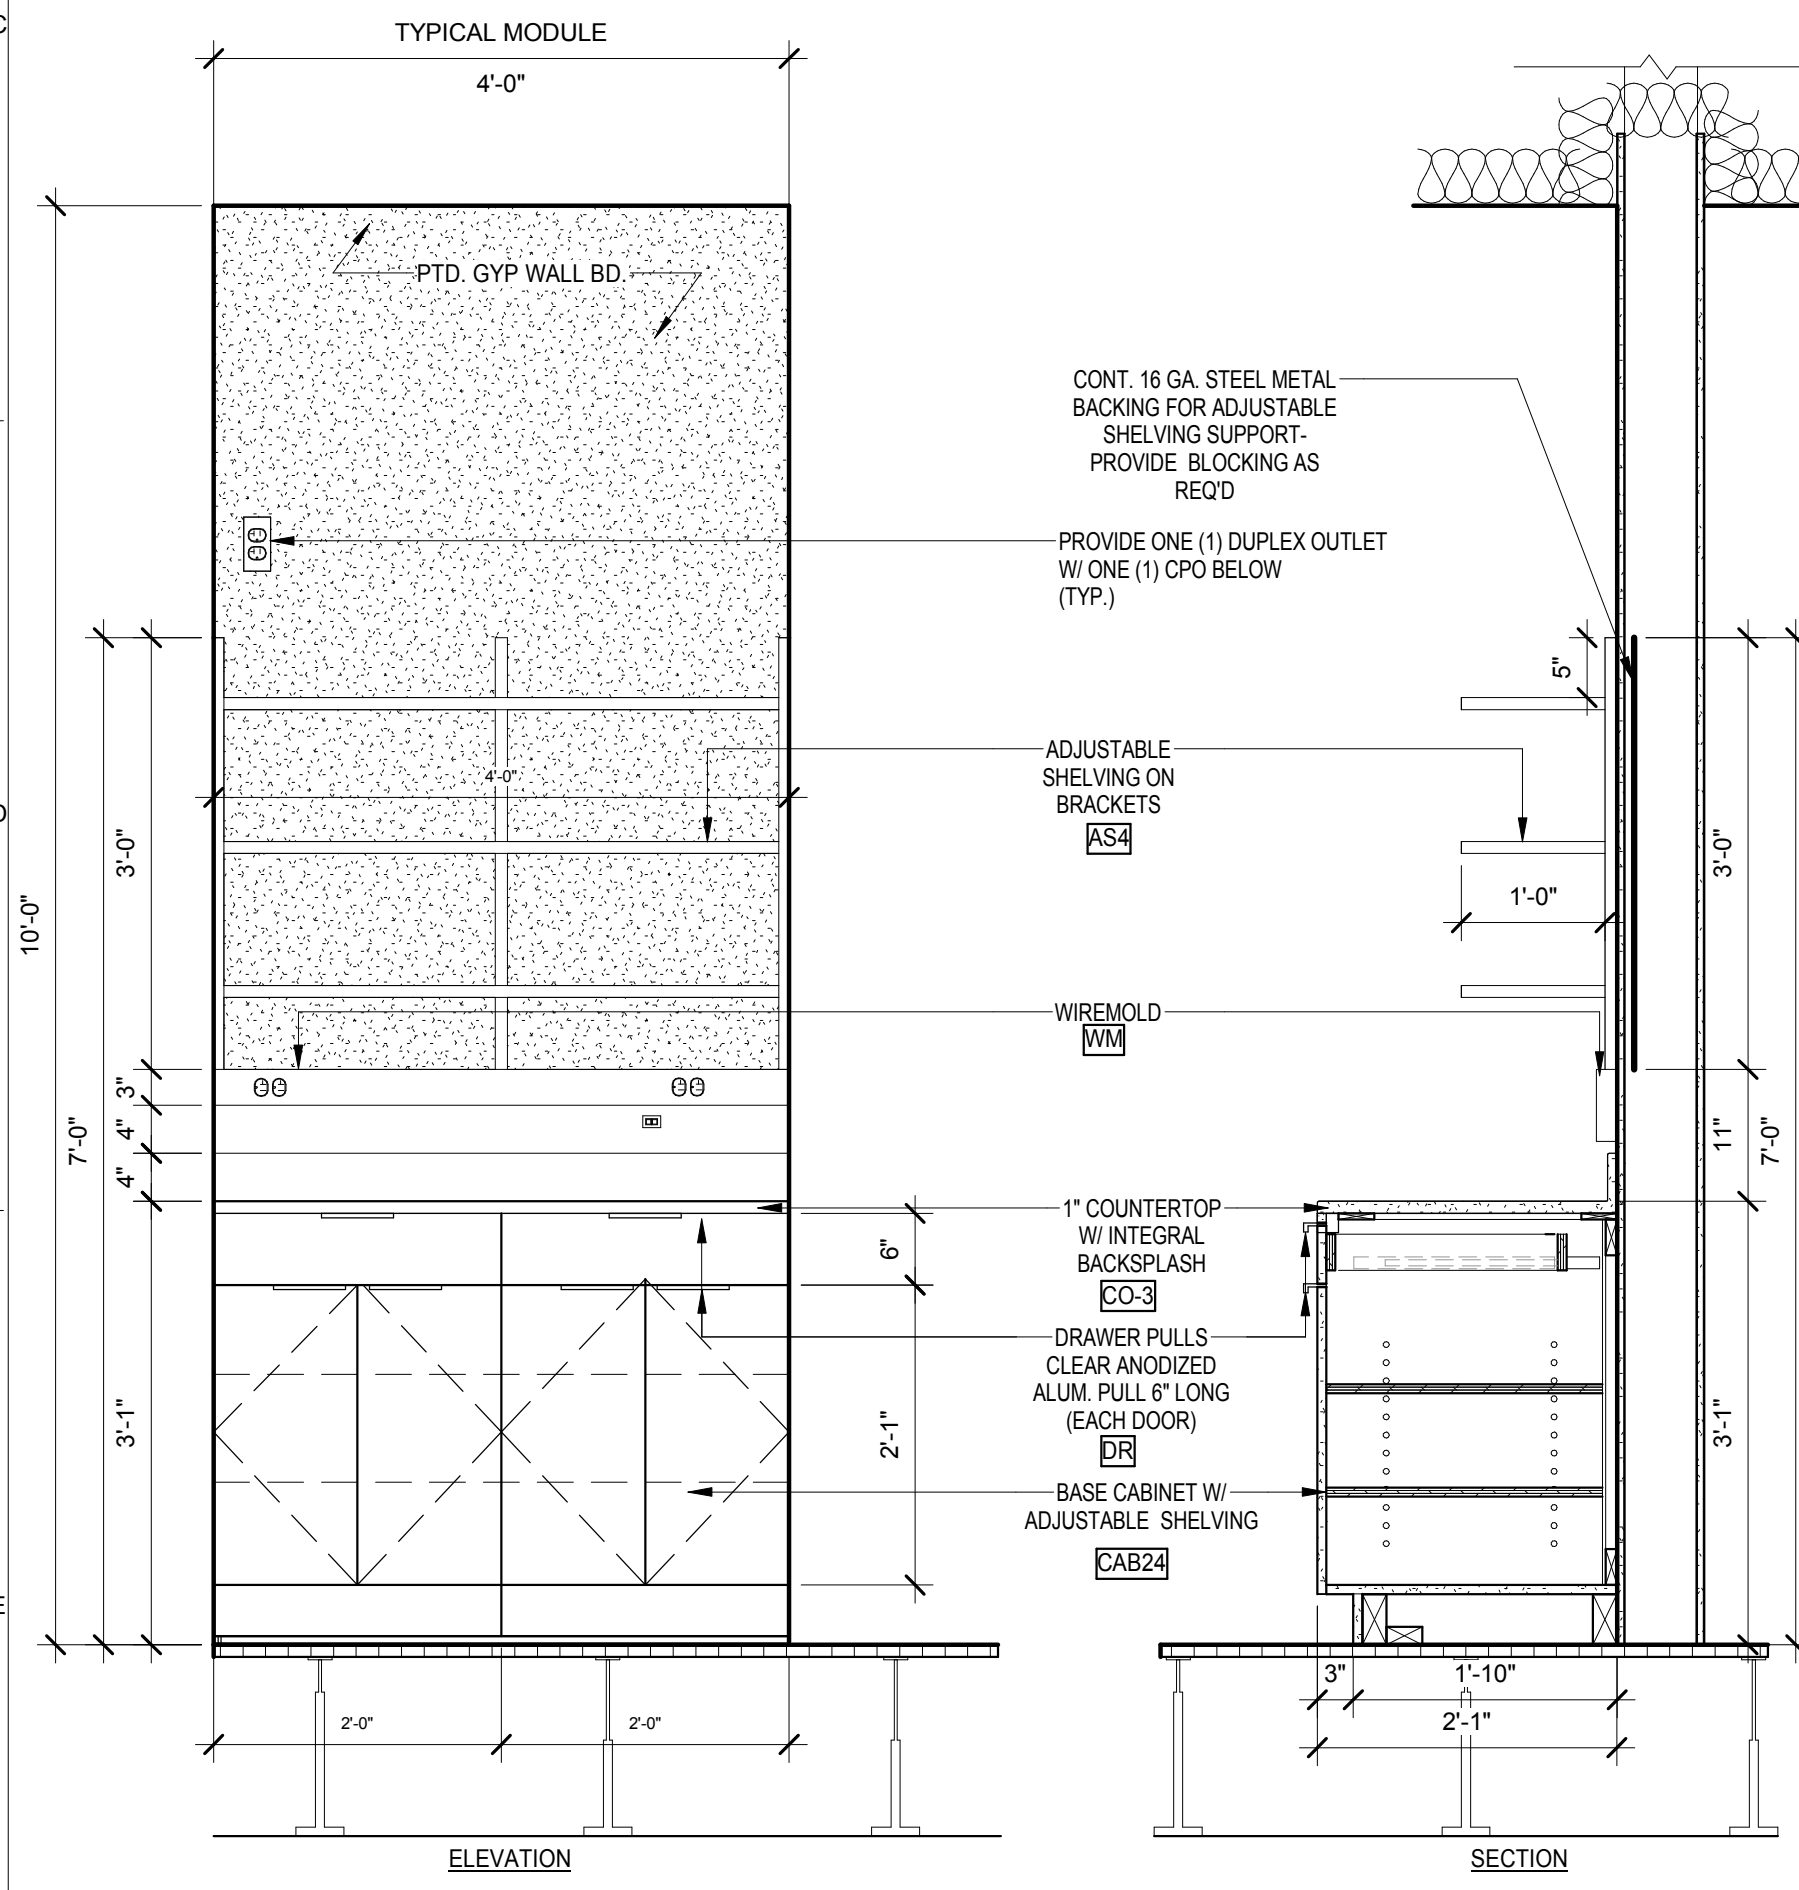 TYPICAL MODULE
4'-0"
PTD. GYP WALL BD.
CONT. 16 GA. STEEL METAL
BACKING FOR ADJUSTABLE
SHELVING SUPPORT-
PROVIDE BLOCKING AS
REQ'D
PROVIDE ONE (1) DUPLEX OUTLET
W/ ONE (1) CPO BELOW
(TYP.)
5"
ADJUSTABLE
SHELVING ON
BRACKETS
AS4
4'-0"
3'-0"
10'-0"
1'-0"
3'-0"
WIREMOLD
WM
3"
4"
4"
7'-0"
11"
7'-0"
1" COUNTERTOP
W/ INTEGRAL
BACKSPLASH
CO-3
6"
DRAWER PULLS
CLEAR ANODIZED
ALUM. PULL 6" LONG
(EACH DOOR)
DR
3'-1"
2'-1"
3'-1"
BASE CABINET W/
ADJUSTABLE SHELVING
CAB24
2'-0"
2'-0"
3"
1'-10"
2'-1"
ELEVATION
SECTION